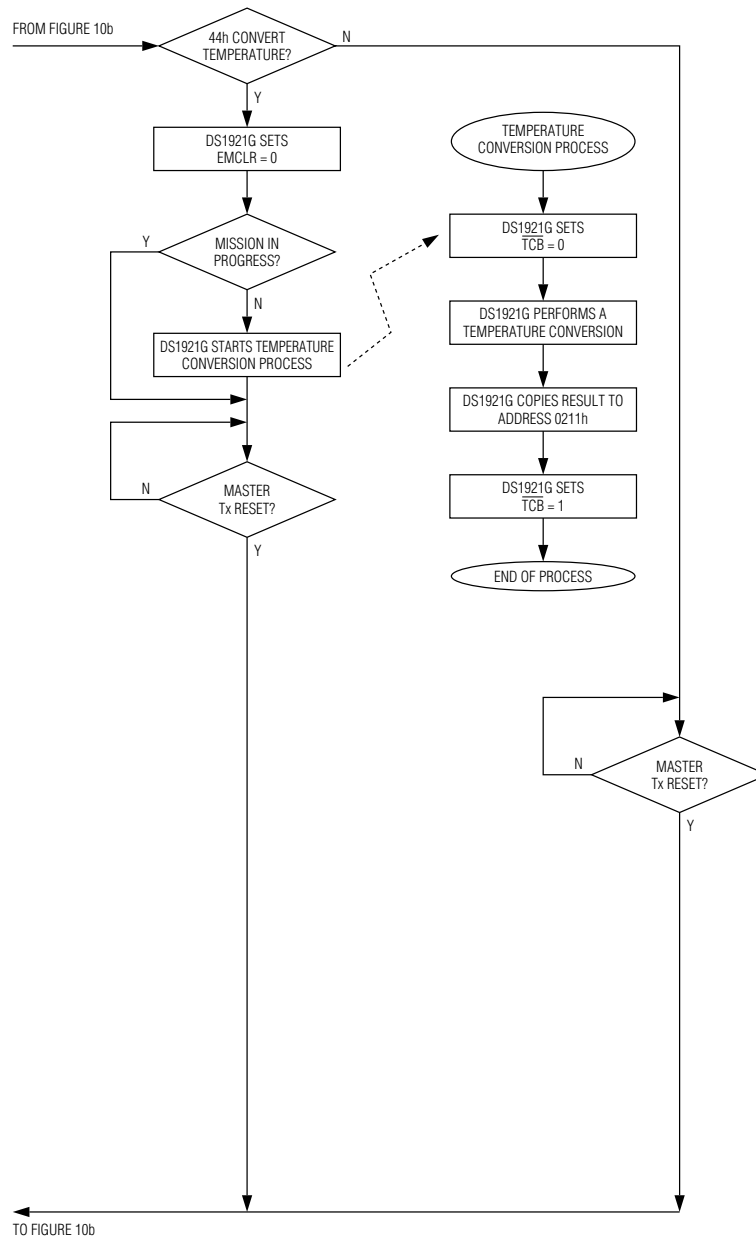 FROM FIGURE 10b
44h CONVERT
TEMPERATURE?
N
Y
DS1921G SETS
EMCLR = 0
MISSION IN
PROGRESS?
Y
N
DS1921G STARTS TEMPERATURE
CONVERSION PROCESS
MASTER
Tx RESET?
N
Y
TEMPERATURE
CONVERSION PROCESS
DS1921G SETS
T̅C̅B̅ = 0
DS1921G PERFORMS A
TEMPERATURE CONVERSION
DS1921G COPIES RESULT TO
ADDRESS 0211h
DS1921G SETS
T̅C̅B̅ = 1
END OF PROCESS
MASTER
Tx RESET?
N
Y
TO FIGURE 10b